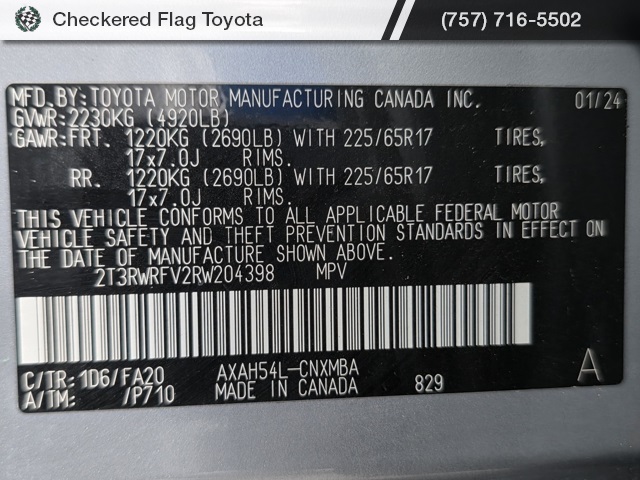 Checkered Flag Toyota
(757) 716-5502
MFD.BY:TOYOTA MOTOR MANUFACTURING CANADA INC. 01/24
GVWR:2230KG (4920LB)
GAWR:FRT. 1220KG (2690LB) WITH 225/65R17 TIRES,
17x7.0J RIMS.
RR. 1220KG (2690LB) WITH 225/65R17 TIRES,
17x7.0J RIMS.
THIS VEHICLE CONFORMS TO ALL APPLICABLE FEDERAL MOTOR
VEHICLE SAFETY AND THEFT PREVENTION STANDARDS IN EFFECT ON
THE DATE OF MANUFACTURE SHOWN ABOVE.
2T3RWRFV2RW204398 MPV
C/TR:1D6/FA20 AXAH54L-CNXMBA A
A/TM: /P710 MADE IN CANADA 829